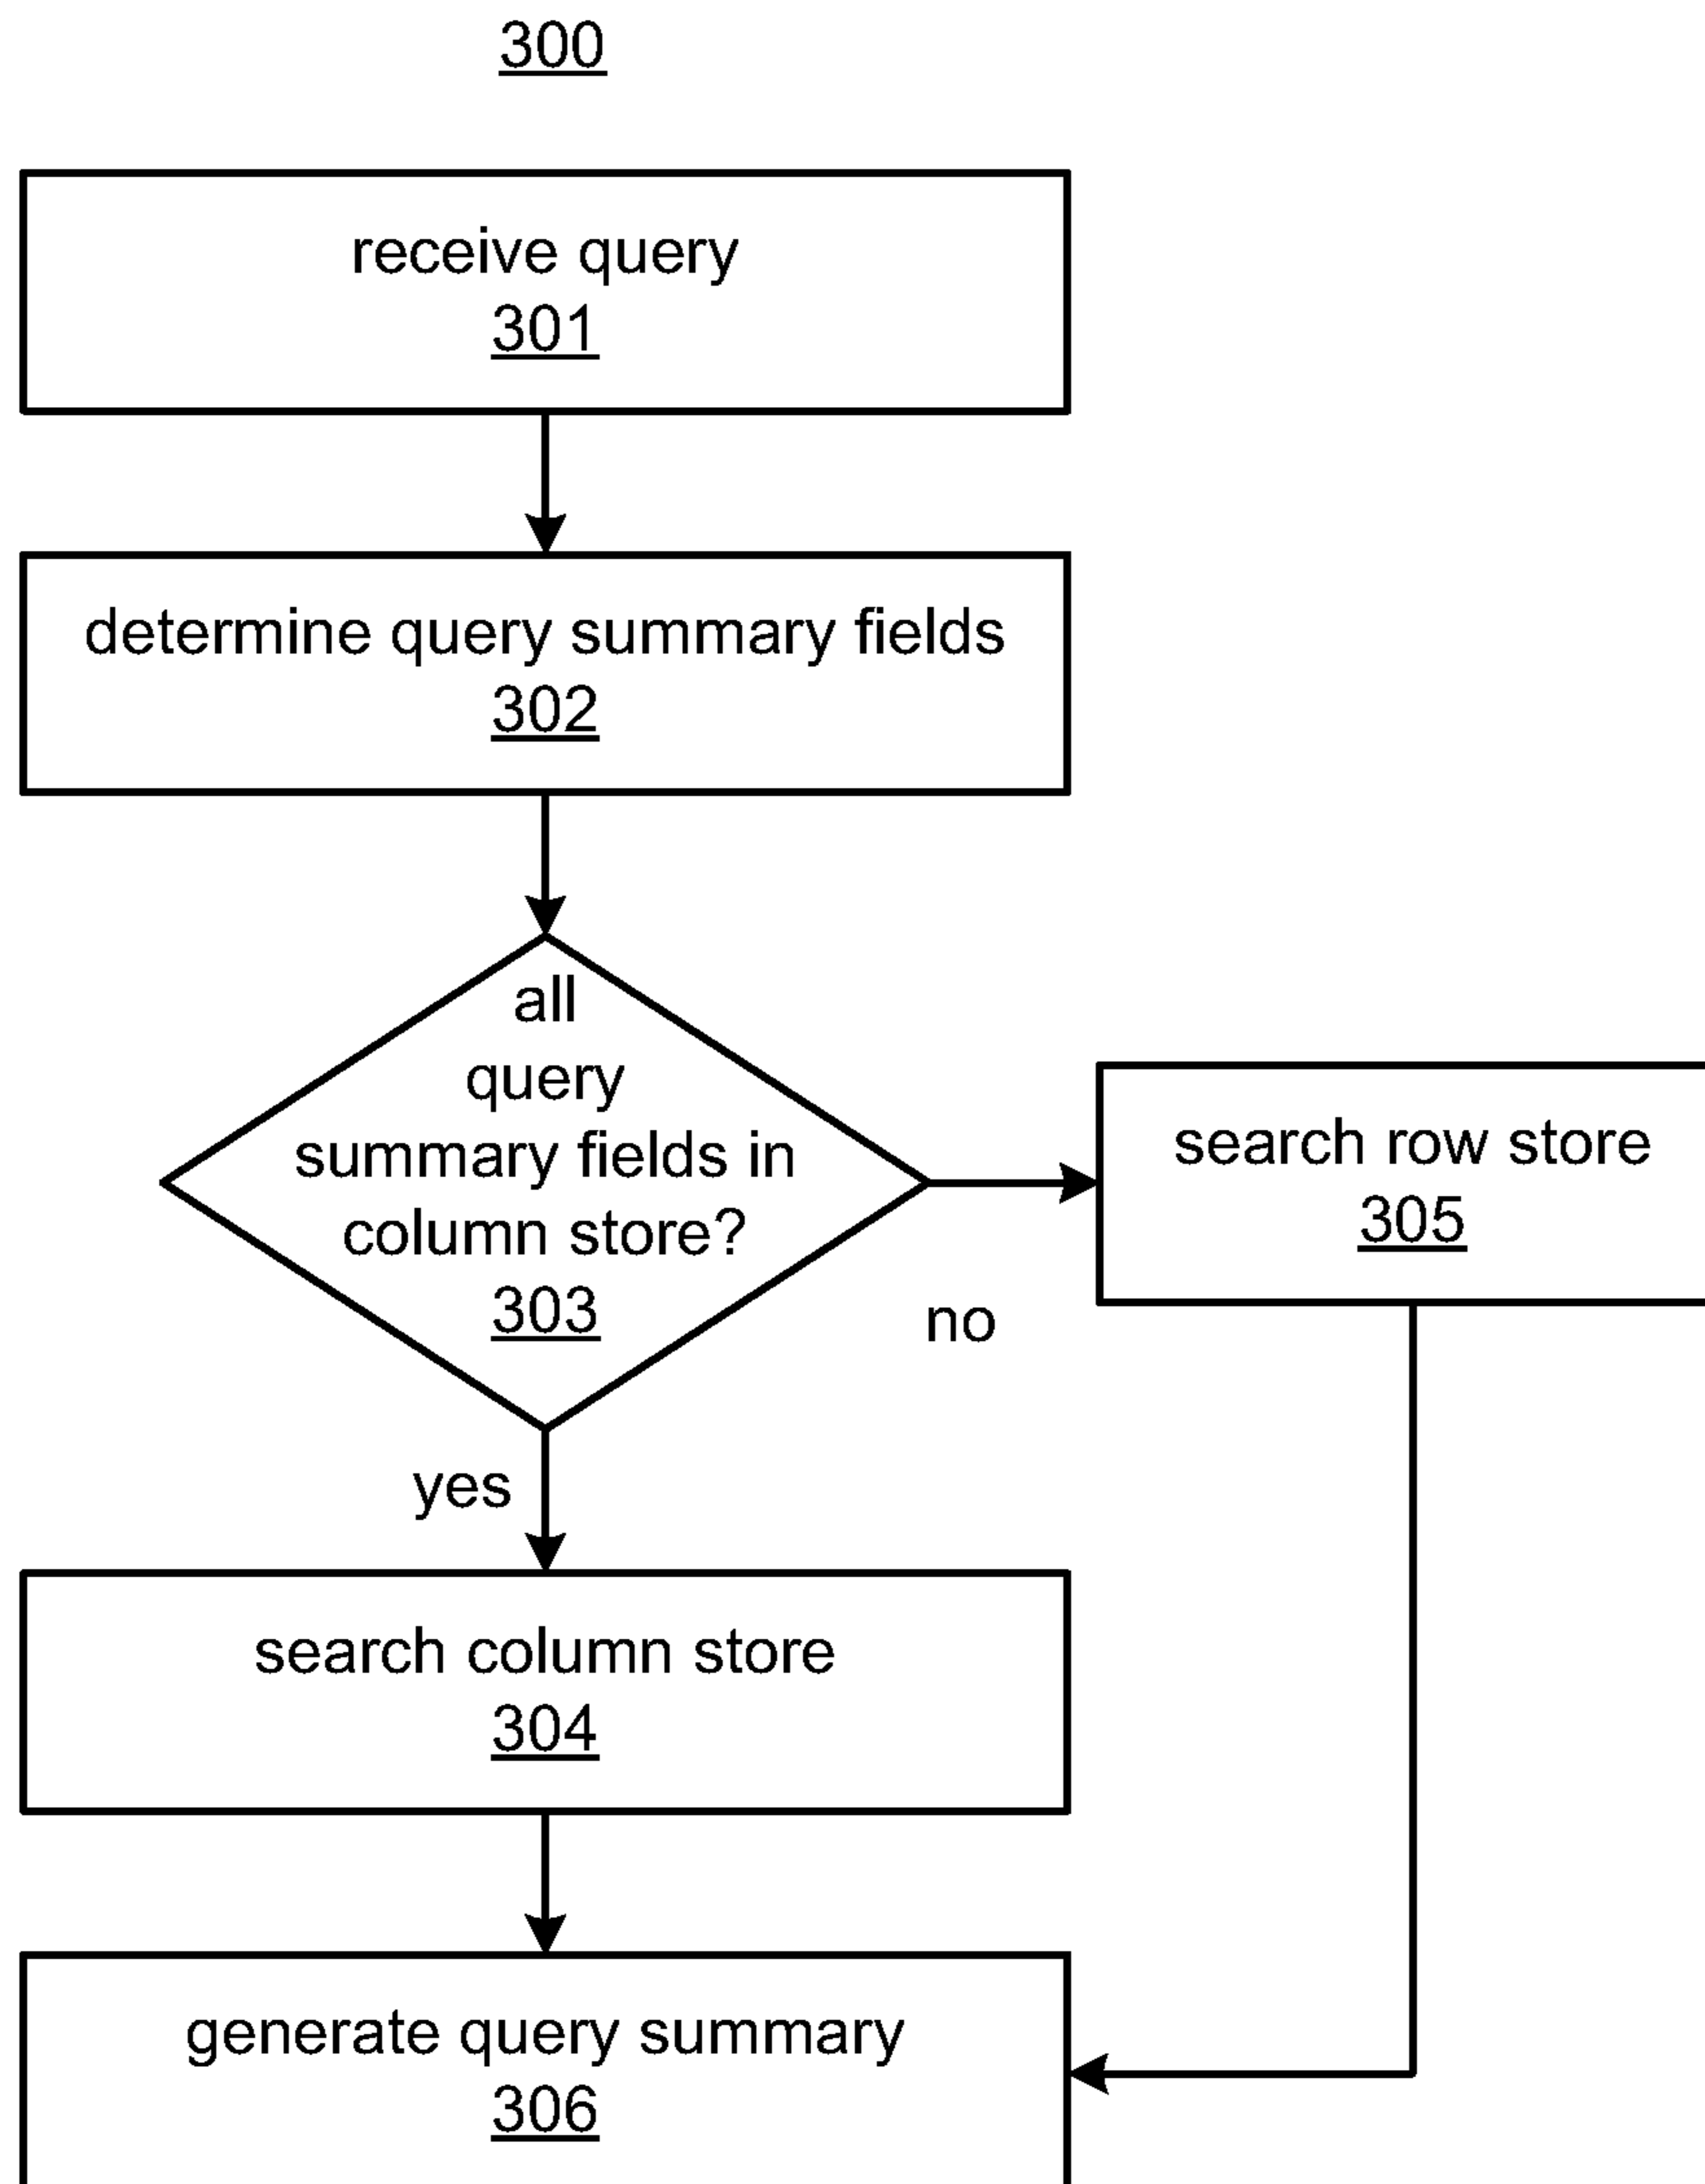 300
receive query
301
determine query summary fields
302
all
query
summary fields in
column store?
303
no
search row store
305
yes
search column store
304
generate query summary
306